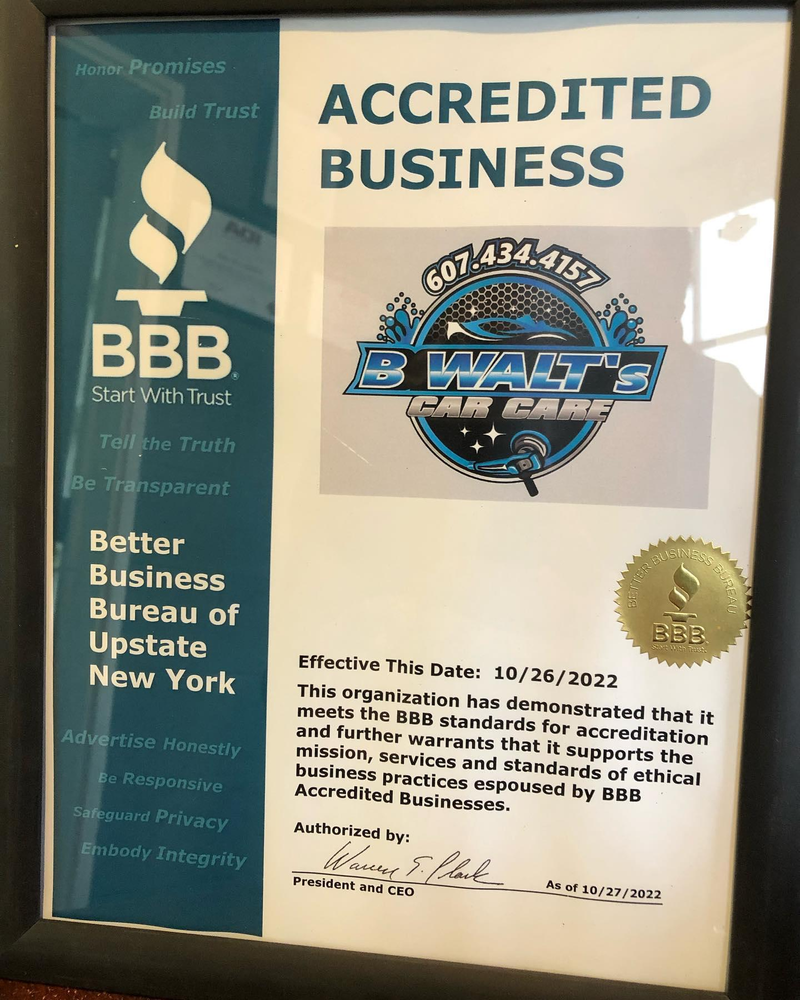 Honor Promises
Build Trust
BBB
Start With Trust
Tell the Truth
Be Transparent
Better
Business
Bureau of
Upstate
New York
Advertise Honestly
Be Responsive
Safeguard Privacy
Embody Integrity
ACCREDITED
BUSINESS
607.434.4157
B WALT's
CAR CARE
BETTER BUSINESS BUREAU
BBB
Start With Trust
Effective This Date: 10/26/2022
This organization has demonstrated that it
meets the BBB standards for accreditation
and further warrants that it supports the
mission, services and standards of ethical
business practices espoused by BBB
Accredited Businesses.
Authorized by:
President and CEO
As of 10/27/2022